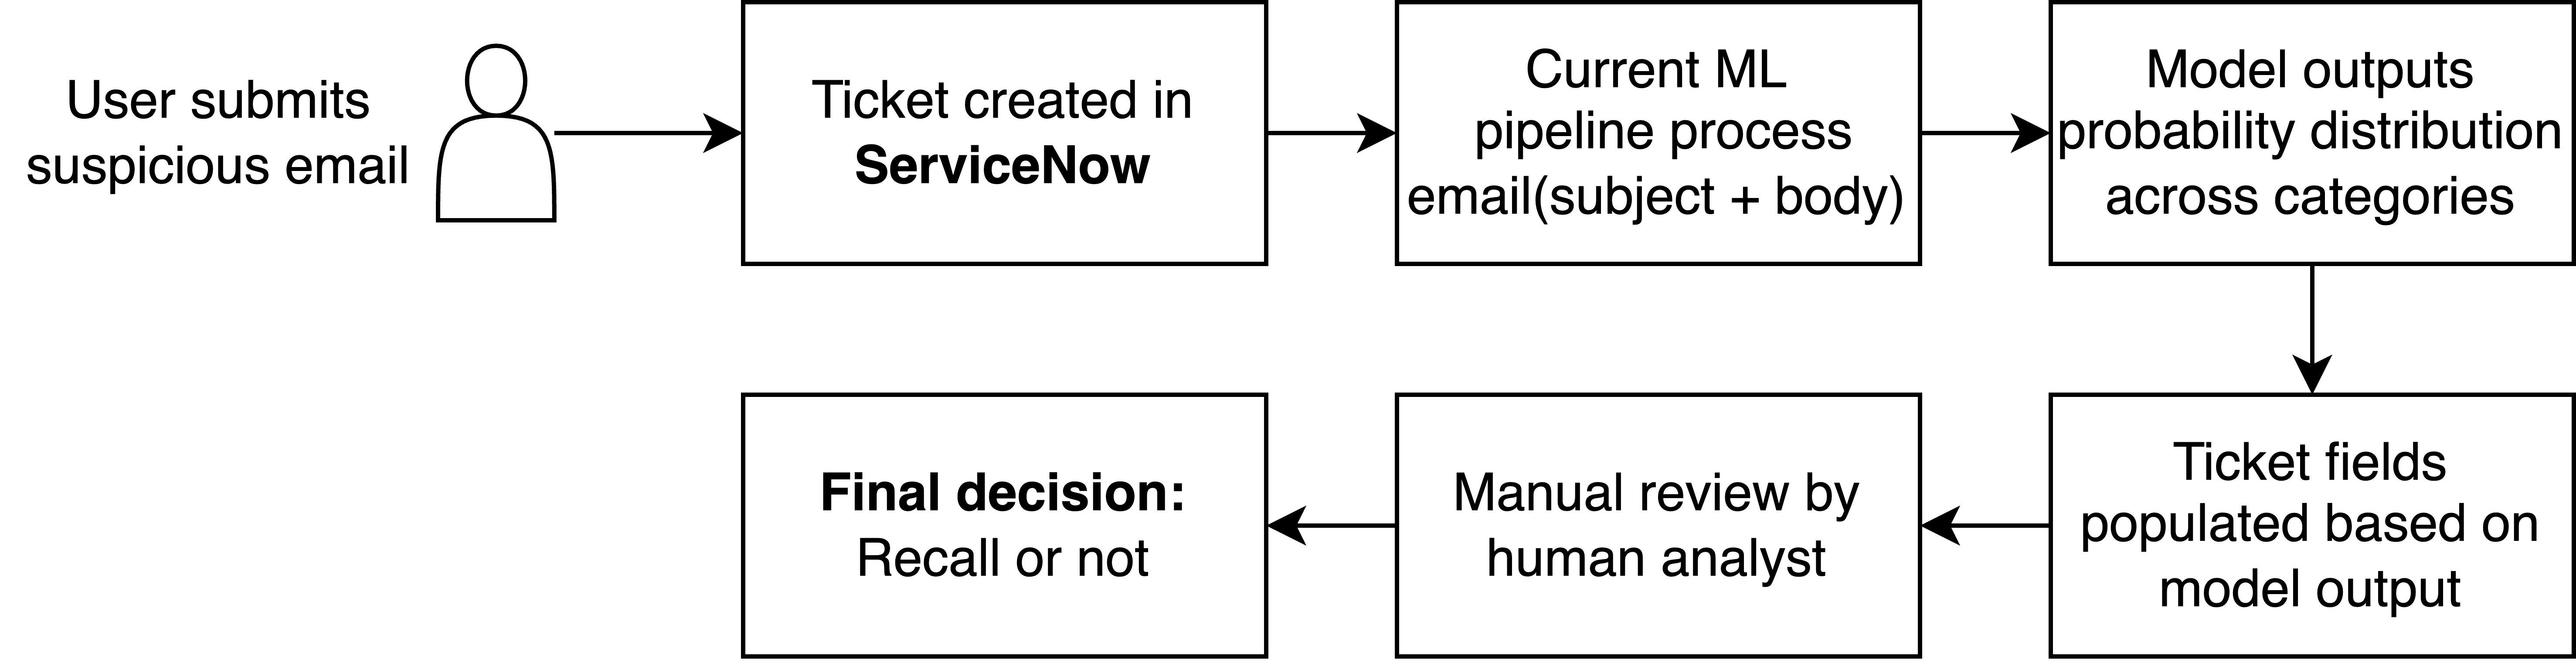 User submits
suspicious email
Ticket created in
ServiceNow
Current ML
pipeline process
email(subject + body)
Model outputs
probability distribution
across categories
Ticket fields
populated based on
model output
Manual review by
human analyst
Final decision:
Recall or not